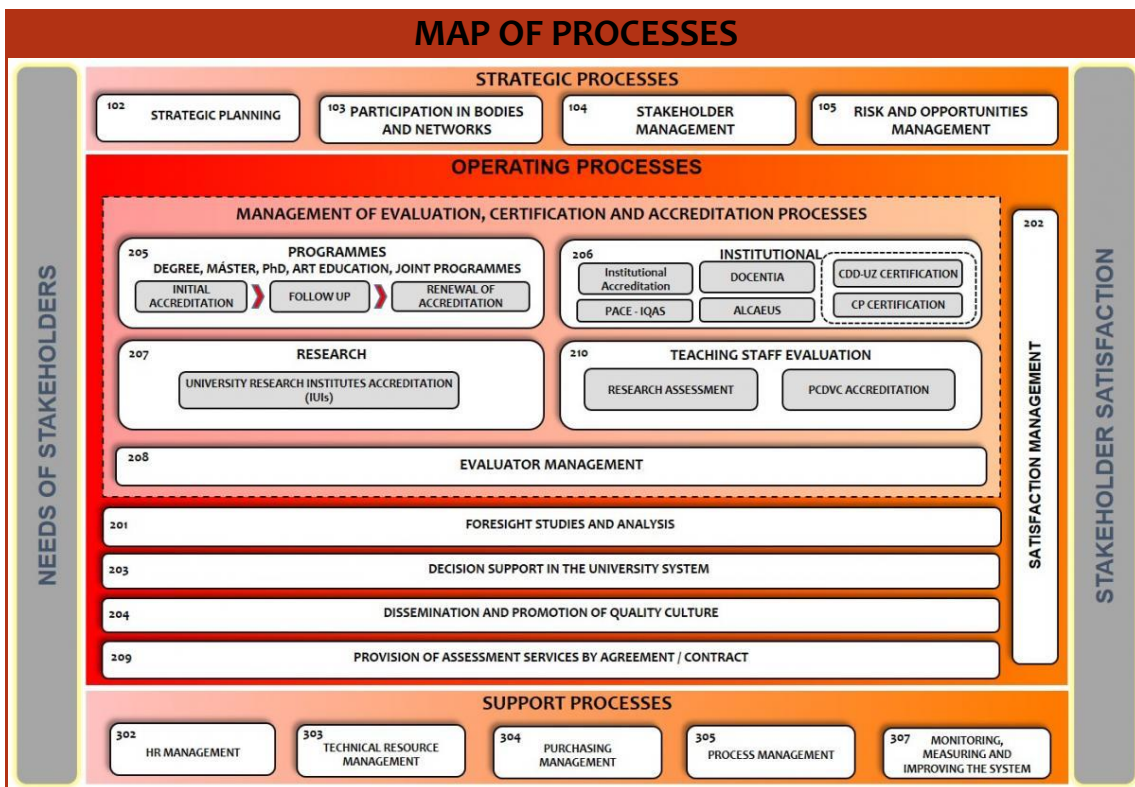 MAP OF PROCESSES
NEEDS OF STAKEHOLDERS
STRATEGIC PROCESSES
102
STRATEGIC PLANNING
103 PARTICIPATION IN BODIES
AND NETWORKS
104
STAKEHOLDER
MANAGEMENT
105
RISK AND OPPORTUNITIES
MANAGEMENT
OPERATING PROCESSES
MANAGEMENT OF EVALUATION, CERTIFICATION AND ACCREDITATION PROCESSES
205
PROGRAMMES
DEGREE, MÁSTER, PhD, ART EDUCATION, JOINT PROGRAMMES
INITIAL
ACCREDITATION
FOLLOW UP
RENEWAL OF
ACCREDITATION
206
INSTITUTIONAL
Institutional
Accreditation
DOCENTIA
CDD-UZ CERTIFICATION
PACE - IQAS
ALCAEUS
CP CERTIFICATION
207
RESEARCH
UNIVERSITY RESEARCH INSTITUTES ACCREDITATION
(IUIs)
210
TEACHING STAFF EVALUATION
RESEARCH ASSESSMENT
PCDVC ACCREDITATION
208
EVALUATOR MANAGEMENT
201
FORESIGHT STUDIES AND ANALYSIS
203
DECISION SUPPORT IN THE UNIVERSITY SYSTEM
204
DISSEMINATION AND PROMOTION OF QUALITY CULTURE
209
PROVISION OF ASSESSMENT SERVICES BY AGREEMENT / CONTRACT
202
SATISFACTION MANAGEMENT
SUPPORT PROCESSES
302
HR MANAGEMENT
303
TECHNICAL RESOURCE
MANAGEMENT
304
PURCHASING
MANAGEMENT
305
PROCESS MANAGEMENT
307
MONITORING,
MEASURING AND
IMPROVING THE SYSTEM
STAKEHOLDER SATISFACTION